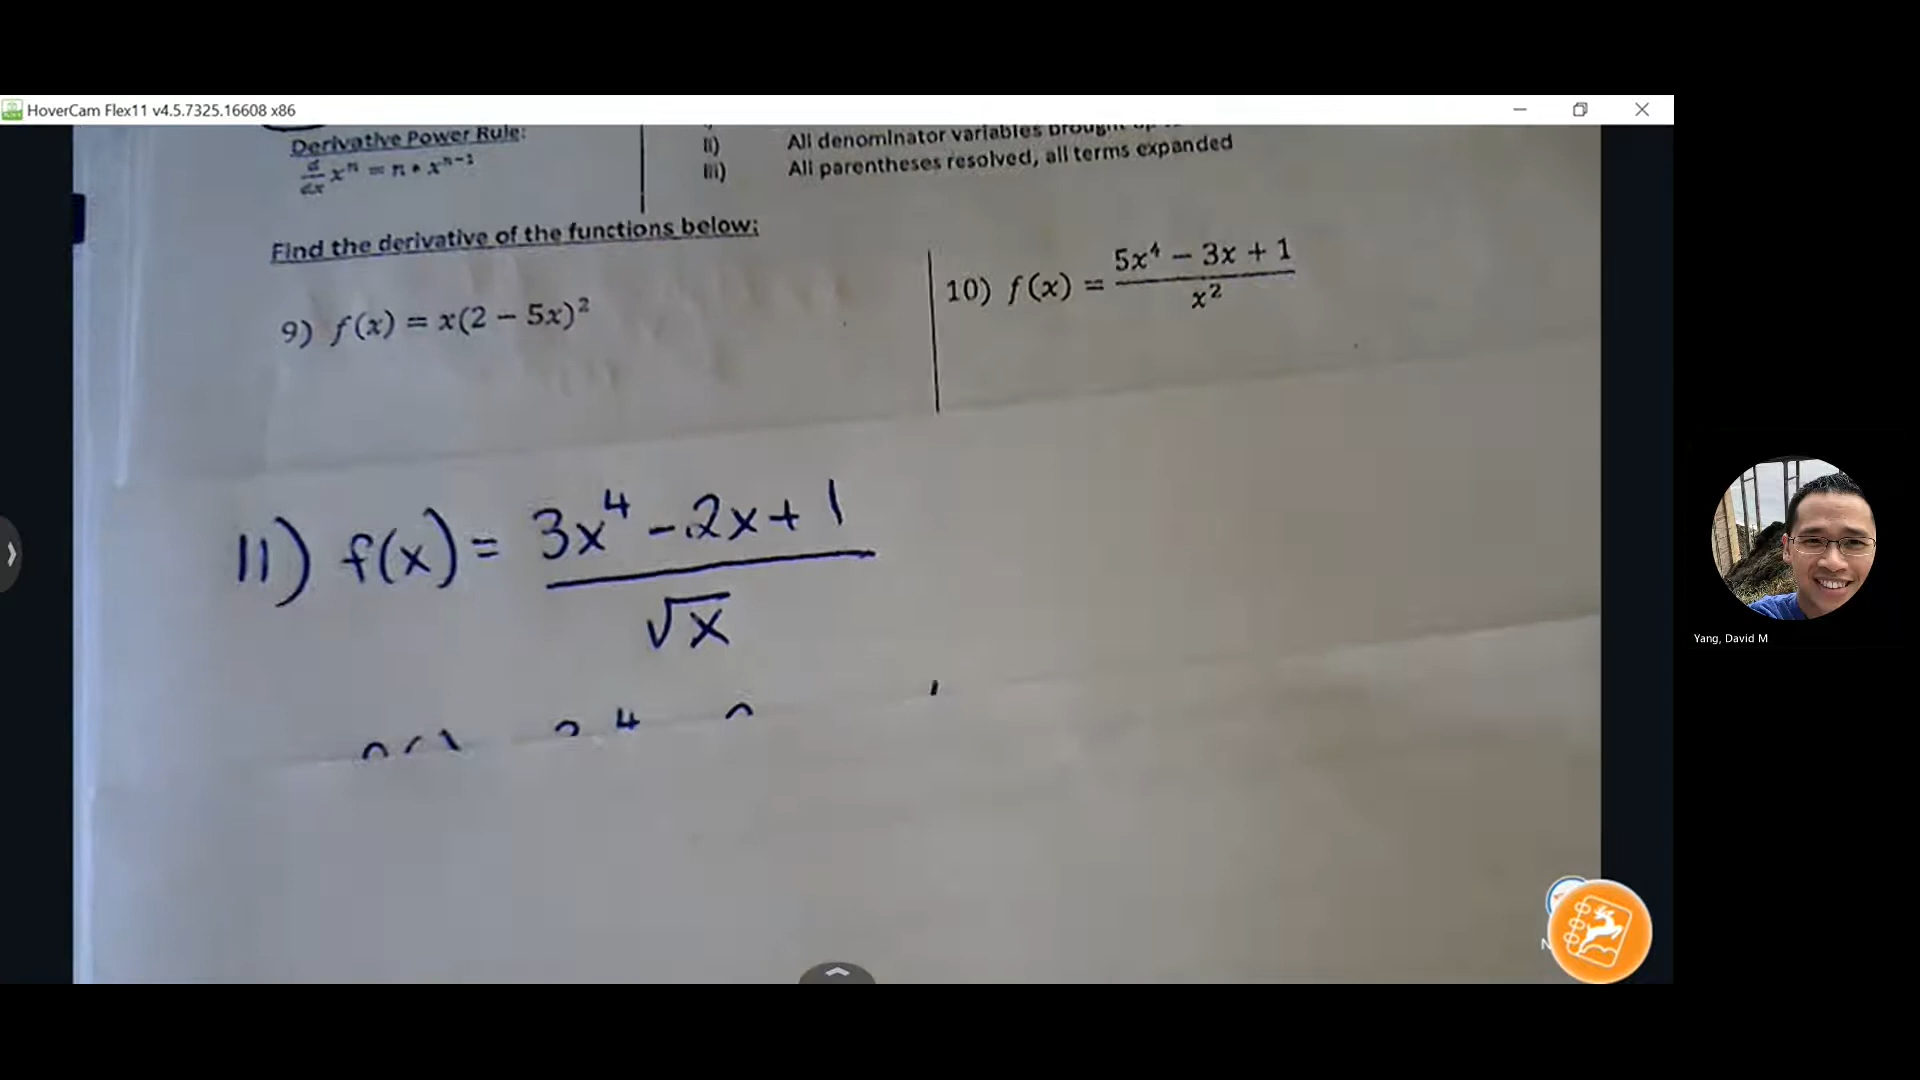 HoverCam Flex11 v4.5.7325.16608 x86
Derivative Power Rule:
d/dx x^n = n * x^{n-1}
ii) All denominator variables brought
iii) All parentheses resolved, all terms expanded
Find the derivative of the functions below:
9) f(x) = x(2 − 5x)²
10) f(x) = (5x⁴ − 3x + 1)/x²
11) f(x) = (3x⁴ - 2x + 1)/√x
Yang, David M